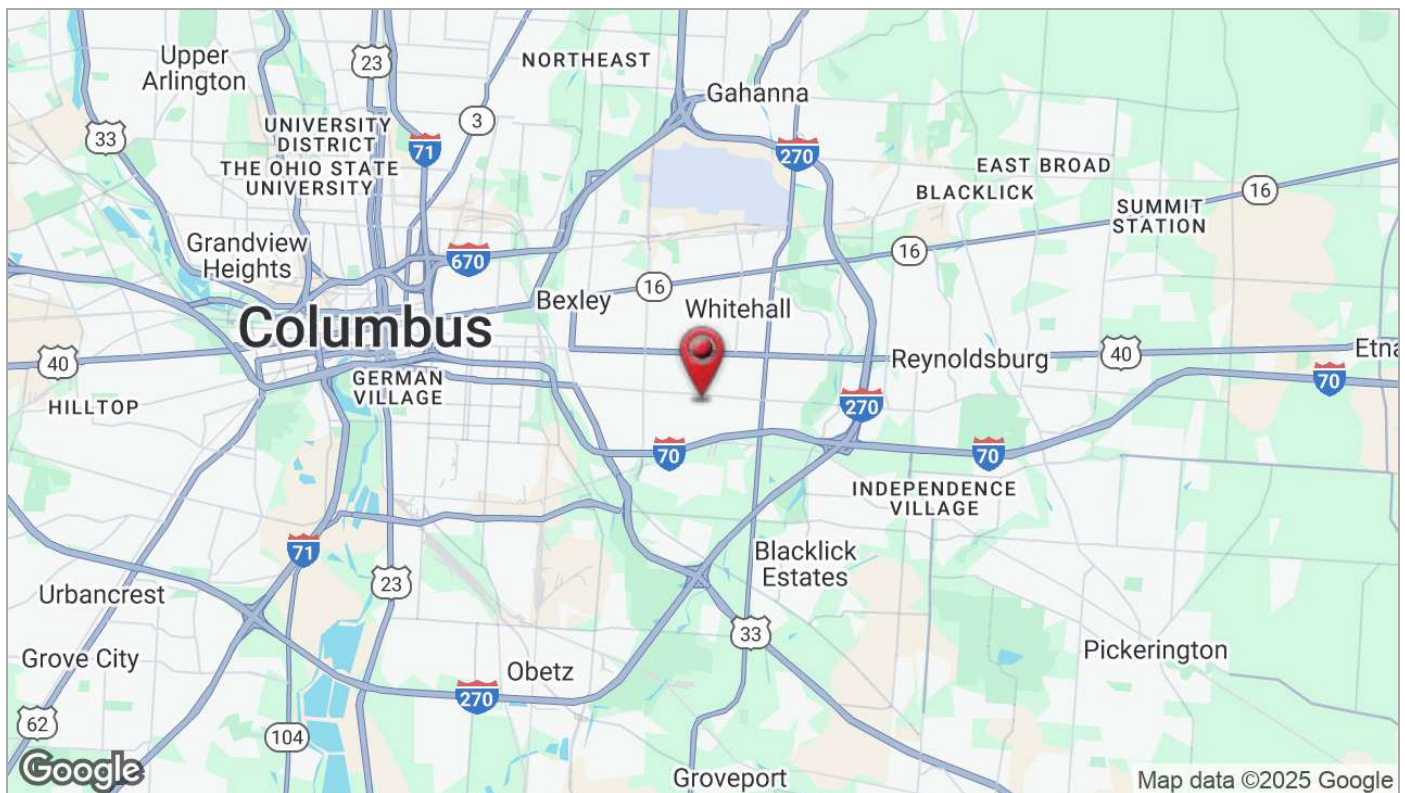 Upper
Arlington
23
NORTHEAST
Gahanna
33
UNIVERSITY
DISTRICT
3
71
270
THE OHIO STATE
UNIVERSITY
EAST BROAD
BLACKLICK
16
SUMMIT
STATION
Grandview
Heights
670
16
Bexley
16
Whitehall
Columbus
40
Reynoldsburg
40
Etna
GERMAN
VILLAGE
70
HILLTOP
270
70
70
INDEPENDENCE
VILLAGE
71
23
Blacklick
Estates
Urbancrest
33
Grove City
Obetz
Pickerington
270
62
104
Google
Groveport
Map data ©2025 Google